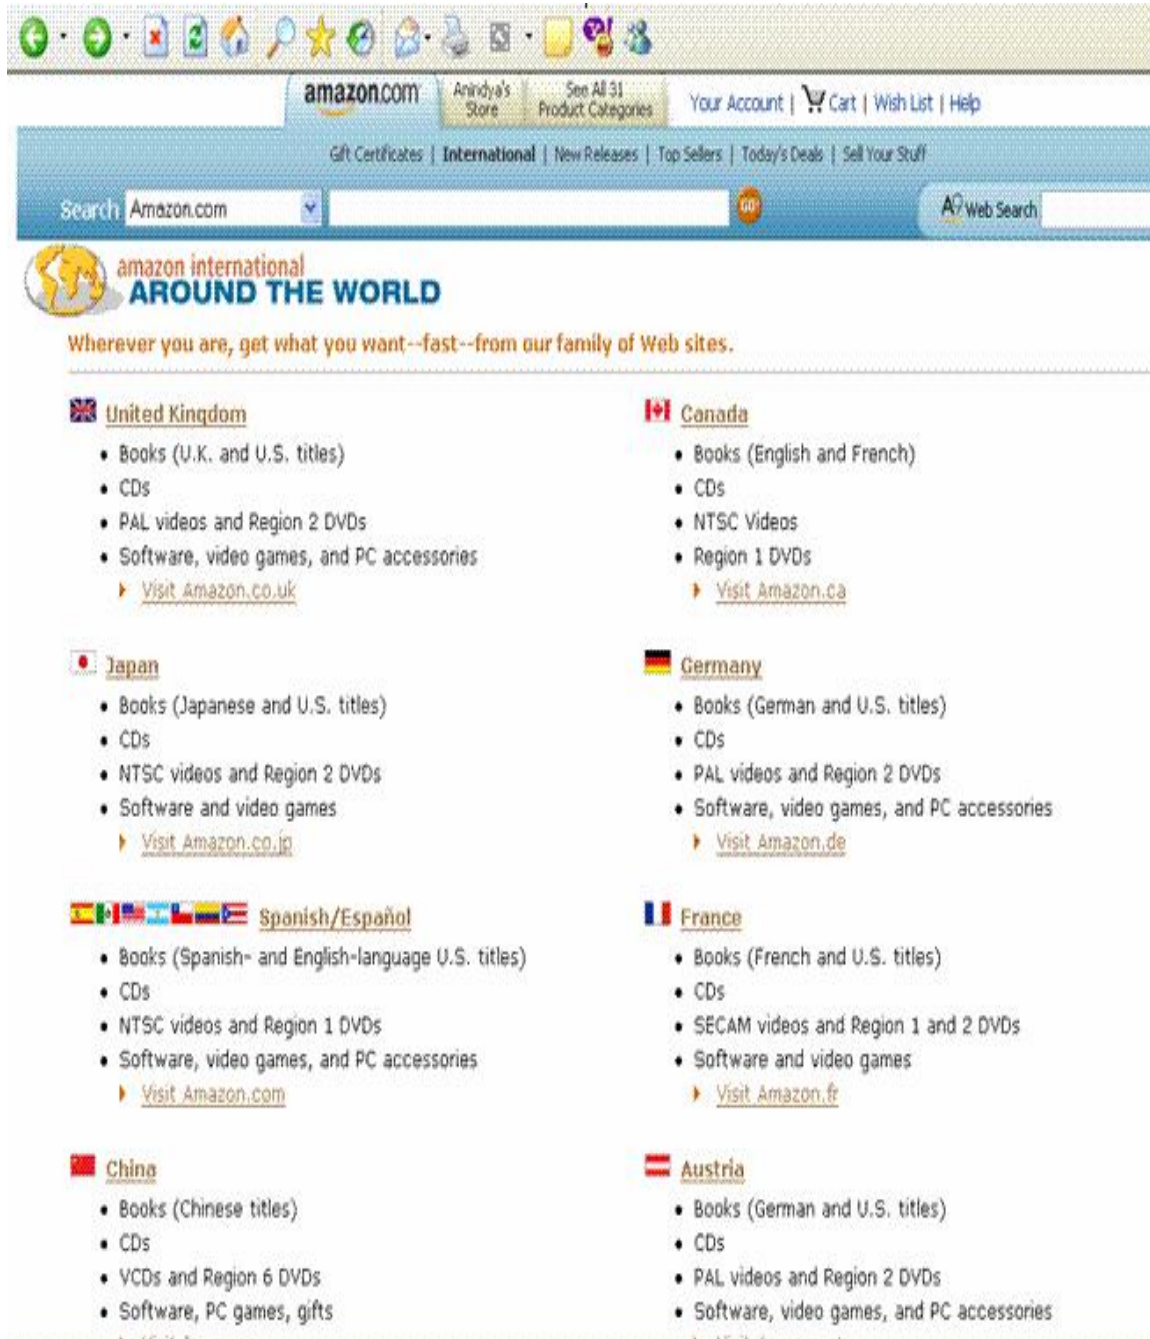 amazon.com
Anindya's Store
See All 31 Product Categories
Your Account | Cart | Wish List | Help
Gift Certificates | International | New Releases | Top Sellers | Today's Deals | Sell Your Stuff
Search Amazon.com GO! A9 Web Search
amazon international
AROUND THE WORLD
Wherever you are, get what you want--fast--from our family of Web sites.
United Kingdom
• Books (U.K. and U.S. titles)
• CDs
• PAL videos and Region 2 DVDs
• Software, video games, and PC accessories
Visit Amazon.co.uk
Canada
• Books (English and French)
• CDs
• NTSC Videos
• Region 1 DVDs
Visit Amazon.ca
Japan
• Books (Japanese and U.S. titles)
• CDs
• NTSC videos and Region 2 DVDs
• Software and video games
Visit Amazon.co.jp
Germany
• Books (German and U.S. titles)
• CDs
• PAL videos and Region 2 DVDs
• Software, video games, and PC accessories
Visit Amazon.de
Spanish/Español
• Books (Spanish- and English-language U.S. titles)
• CDs
• NTSC videos and Region 1 DVDs
• Software, video games, and PC accessories
Visit Amazon.com
France
• Books (French and U.S. titles)
• CDs
• SECAM videos and Region 1 and 2 DVDs
• Software and video games
Visit Amazon.fr
China
• Books (Chinese titles)
• CDs
• VCDs and Region 6 DVDs
• Software, PC games, gifts
Austria
• Books (German and U.S. titles)
• CDs
• PAL videos and Region 2 DVDs
• Software, video games, and PC accessories